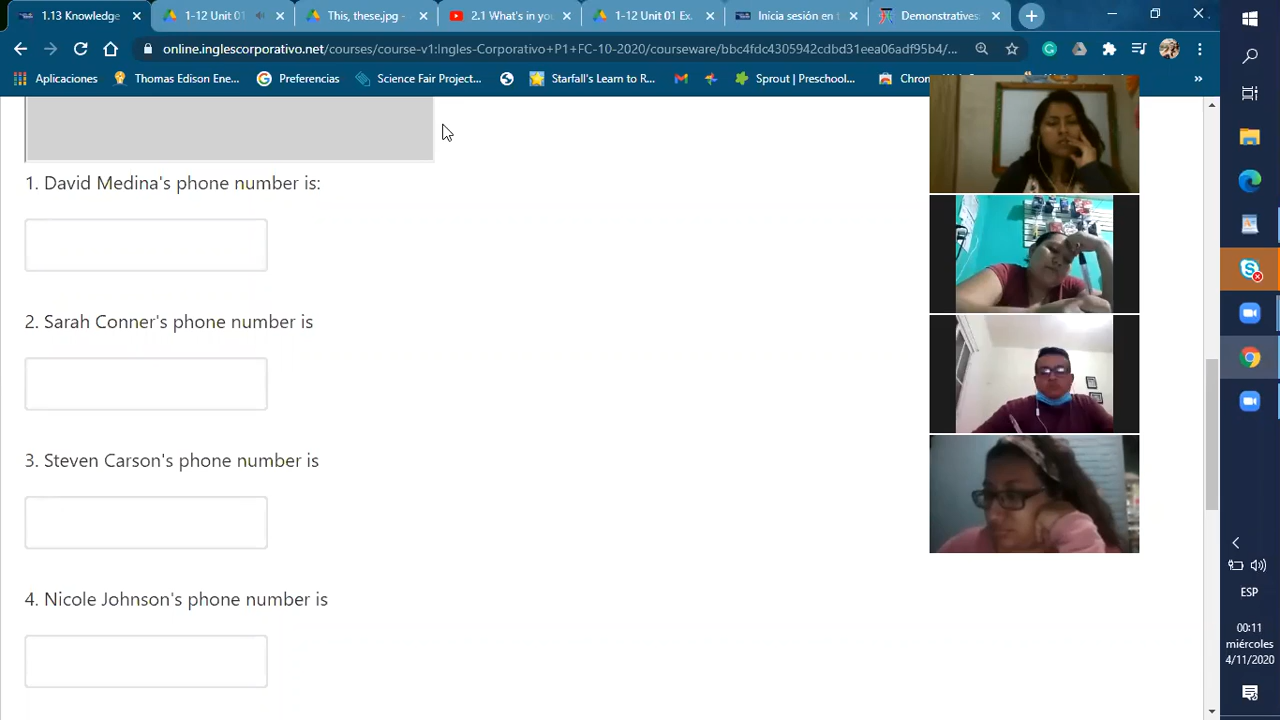 1.13 Knowledge
1-12 Unit 01
This, these.jpg -
2.1 What's in you
1-12 Unit 01 Ex
Inicia sesión en
Demonstratives
online.inglescorporativo.net/courses/course-v1:Ingles-Corporativo+P1+FC-10-2020/courseware/bbc4fdc4305942cdbd31eea06adf95b4/...
Aplicaciones
Thomas Edison Ene...
Preferencias
Science Fair Project...
Starfall's Learn to R...
Sprout | Preschool...
1. David Medina's phone number is:
2. Sarah Conner's phone number is
3. Steven Carson's phone number is
4. Nicole Johnson's phone number is
ESP
00:11
miércoles
4/11/2020